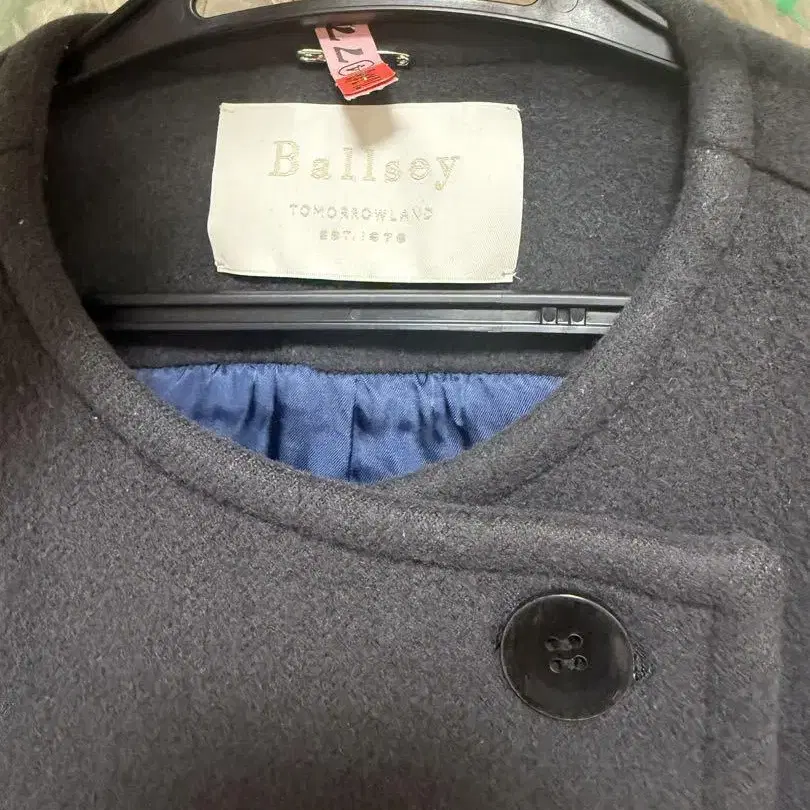 Ballsey
TOMORROWLAND
EST. 1978